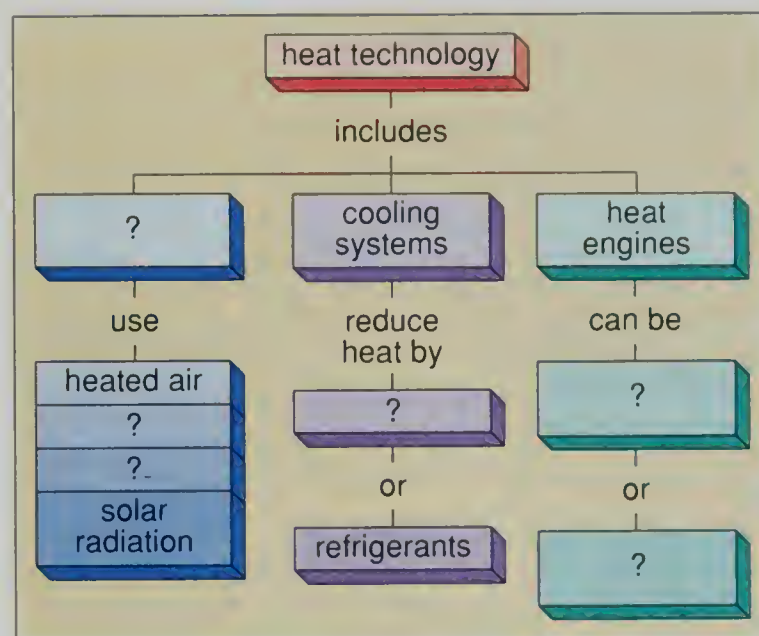 heat technology
includes
?
cooling
systems
heat
engines
use
reduce
heat by
can be
heated air
?
?
solar
radiation
?
or
refrigerants
?
or
?